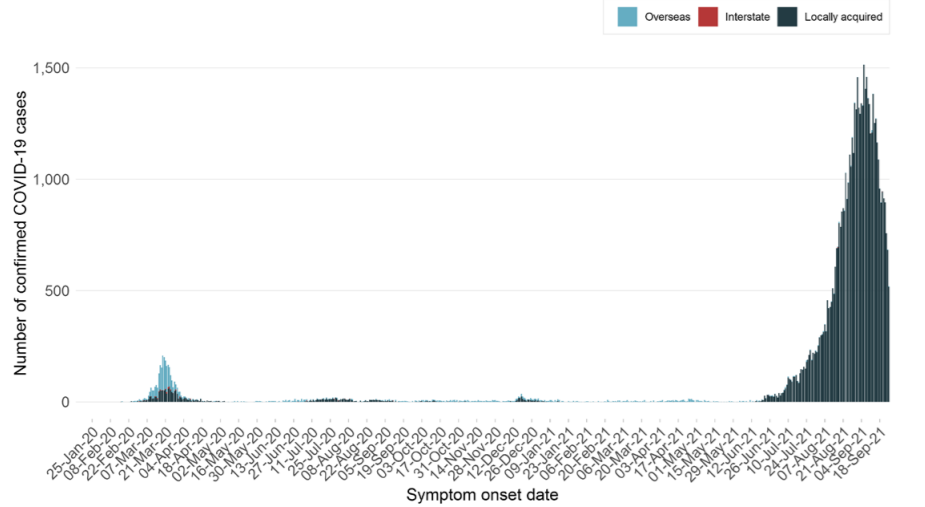 Overseas Interstate Locally acquired
1,500
1,000
500
0
Number of confirmed COVID-19 cases
25-Jan-20
08-Feb-20
22-Feb-20
07-Mar-20
1-Mar-20
04-Apr-20
18-Apr-20
02-May-20
16-May-20
30-May-20
13-Jun-20
27-Jun-20
11-Jul-20
25-Jul-20
08-Aug-20
22-Aug-20
05-Sep-20
19-Sep-20
03-Oct-20
17-Oct-20
31-Oct-20
14-Nov-20
28-Nov-20
12-Dec-20
26-Dec-20
09-Jan-21
23-Jan-21
06-Feb-21
20-Feb-21
06-Mar-21
20-Mar-21
03-Apr-21
17-Apr-21
01-May-21
15-May-21
29-May-21
12-Jun-21
26-Jun-21
10-Jul-21
24-Jul-21
07-Aug-21
21-Aug-21
04-Sep-21
18-Sep-21
Symptom onset date